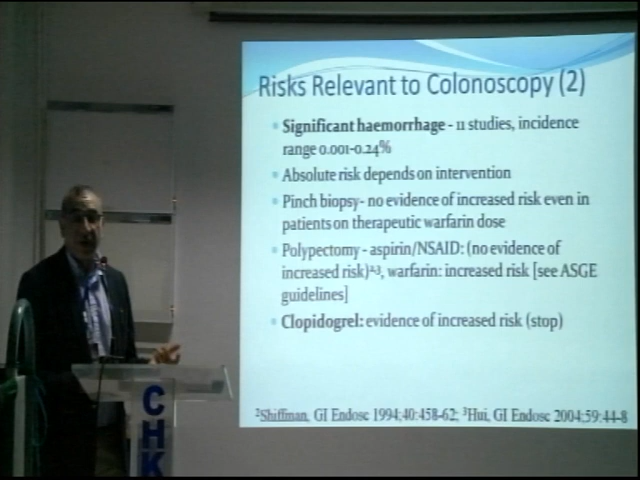 Risks Relevant to Colonoscopy (2)
Significant haemorrhage - 11 studies, incidence
range 0.001-0.24%
Absolute risk depends on intervention
Pinch biopsy- no evidence of increased risk even in
patients on therapeutic warfarin dose
Polypectomy - aspirin/NSAID: (no evidence of
increased risk)2,3, warfarin: increased risk [see ASGE
guidelines]
Clopidogrel: evidence of increased risk (stop)
2Shiffman, GI Endosc 1994;40:458-62; 3Hui, GI Endosc 2004;59:44-8
CHK